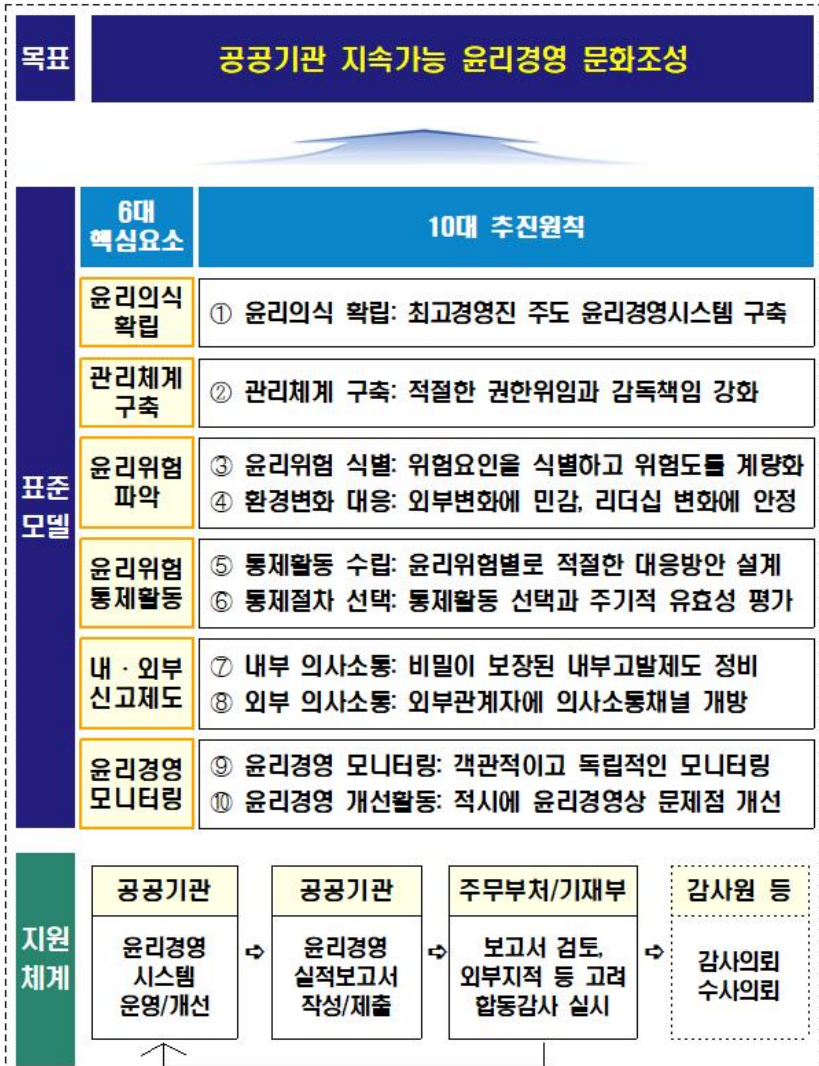 목표
공공기관 지속가능 윤리경영 문화조성
표준
모델
6대
핵심요소
10대 추진원칙
윤리의식
확립
① 윤리의식 확립: 최고경영진 주도 윤리경영시스템 구축
관리체계
구축
② 관리체계 구축: 적절한 권한위임과 감독책임 강화
윤리위험
파악
③ 윤리위험 식별: 위험요인을 식별하고 위험도를 계량화
④ 환경변화 대응: 외부변화에 민감, 리더십 변화에 안정
윤리위험
통제활동
⑤ 통제활동 수립: 윤리위험별로 적절한 대응방안 설계
⑥ 통제절차 선택: 통제활동 선택과 주기적 유효성 평가
내 · 외부
신고제도
⑦ 내부 의사소통: 비밀이 보장된 내부고발제도 정비
⑧ 외부 의사소통: 외부관계자에 의사소통채널 개방
윤리경영
모니터링
⑨ 윤리경영 모니터링: 객관적이고 독립적인 모니터링
⑩ 윤리경영 개선활동: 적시에 윤리경영상 문제점 개선
지원
체계
공공기관
윤리경영
시스템
운영/개선
공공기관
윤리경영
실적보고서
작성/제출
주무부처/기재부
보고서 검토,
외부지적 등 고려
합동감사 실시
감사원 등
감사의뢰
수사의뢰